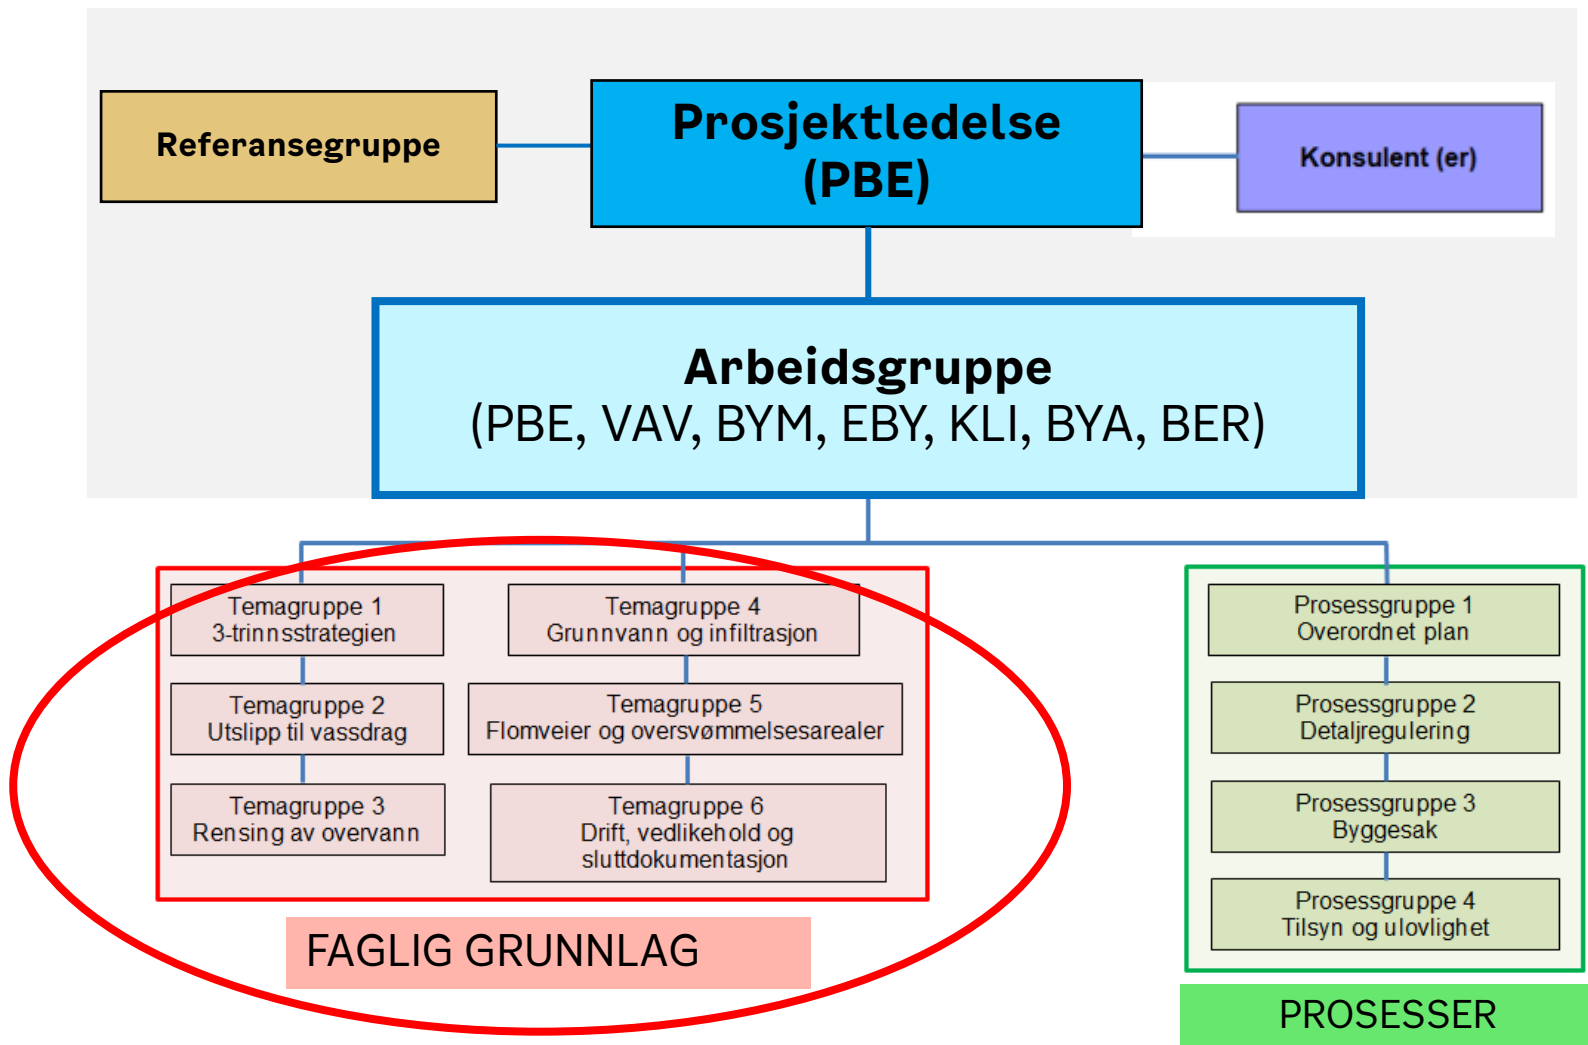 Referansegruppe
Prosjektledelse
(PBE)
Konsulent (er)
Arbeidsgruppe
(PBE, VAV, BYM, EBY, KLI, BYA, BER)
Temagruppe 1
3-trinnsstrategien
Temagruppe 2
Utslipp til vassdrag
Temagruppe 3
Rensing av overvann
Temagruppe 4
Grunnvann og infiltrasjon
Temagruppe 5
Flomveier og oversvømmelsesarealer
Temagruppe 6
Drift, vedlikehold og
sluttdokumentasjon
FAGLIG GRUNNLAG
Prosessgruppe 1
Overordnet plan
Prosessgruppe 2
Detaljregulering
Prosessgruppe 3
Byggesak
Prosessgruppe 4
Tilsyn og ulovlighet
PROSESSER